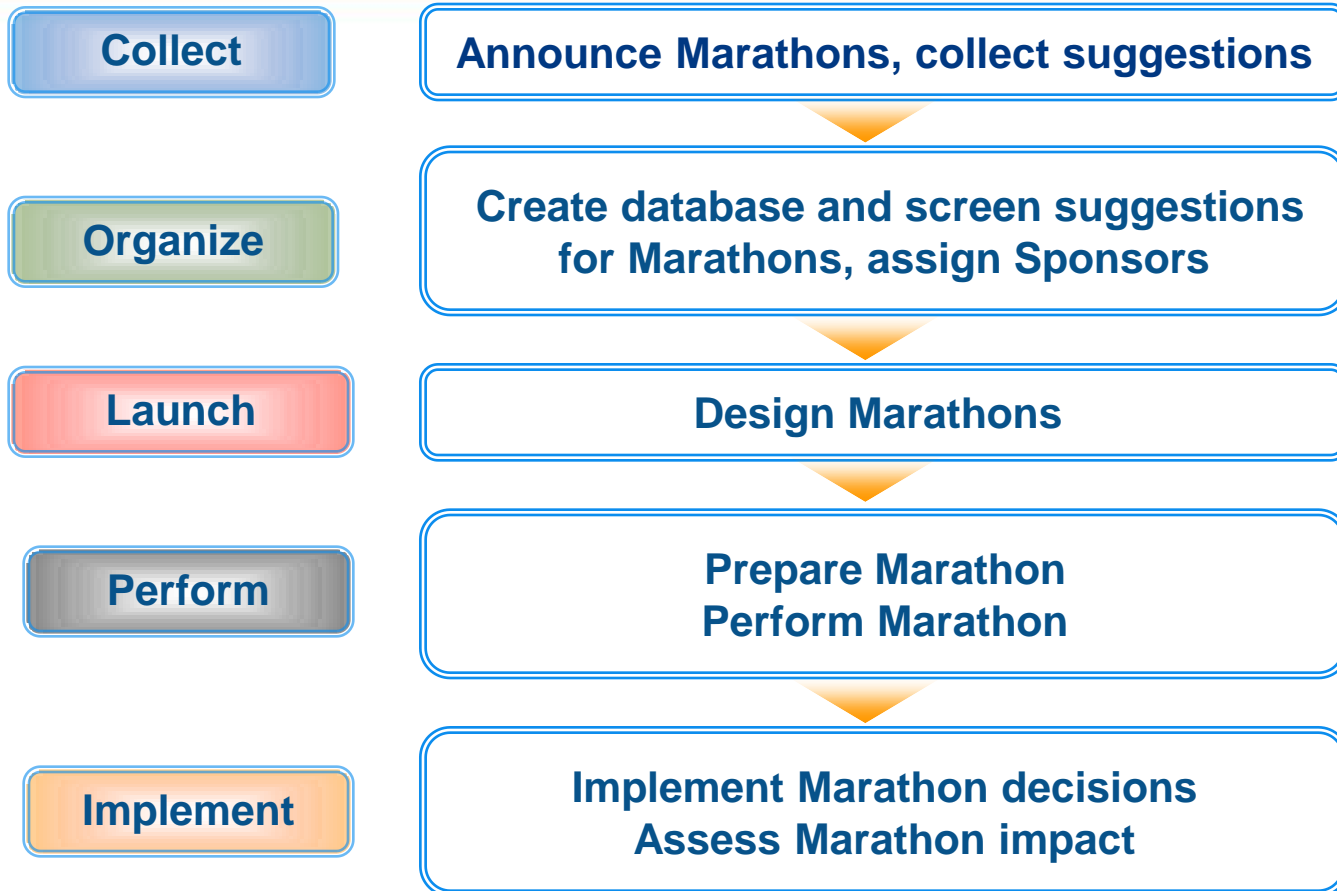 Collect
Announce Marathons, collect suggestions
Organize
Create database and screen suggestions
for Marathons, assign Sponsors
Launch
Design Marathons
Perform
Prepare Marathon
Perform Marathon
Implement
Implement Marathon decisions
Assess Marathon impact